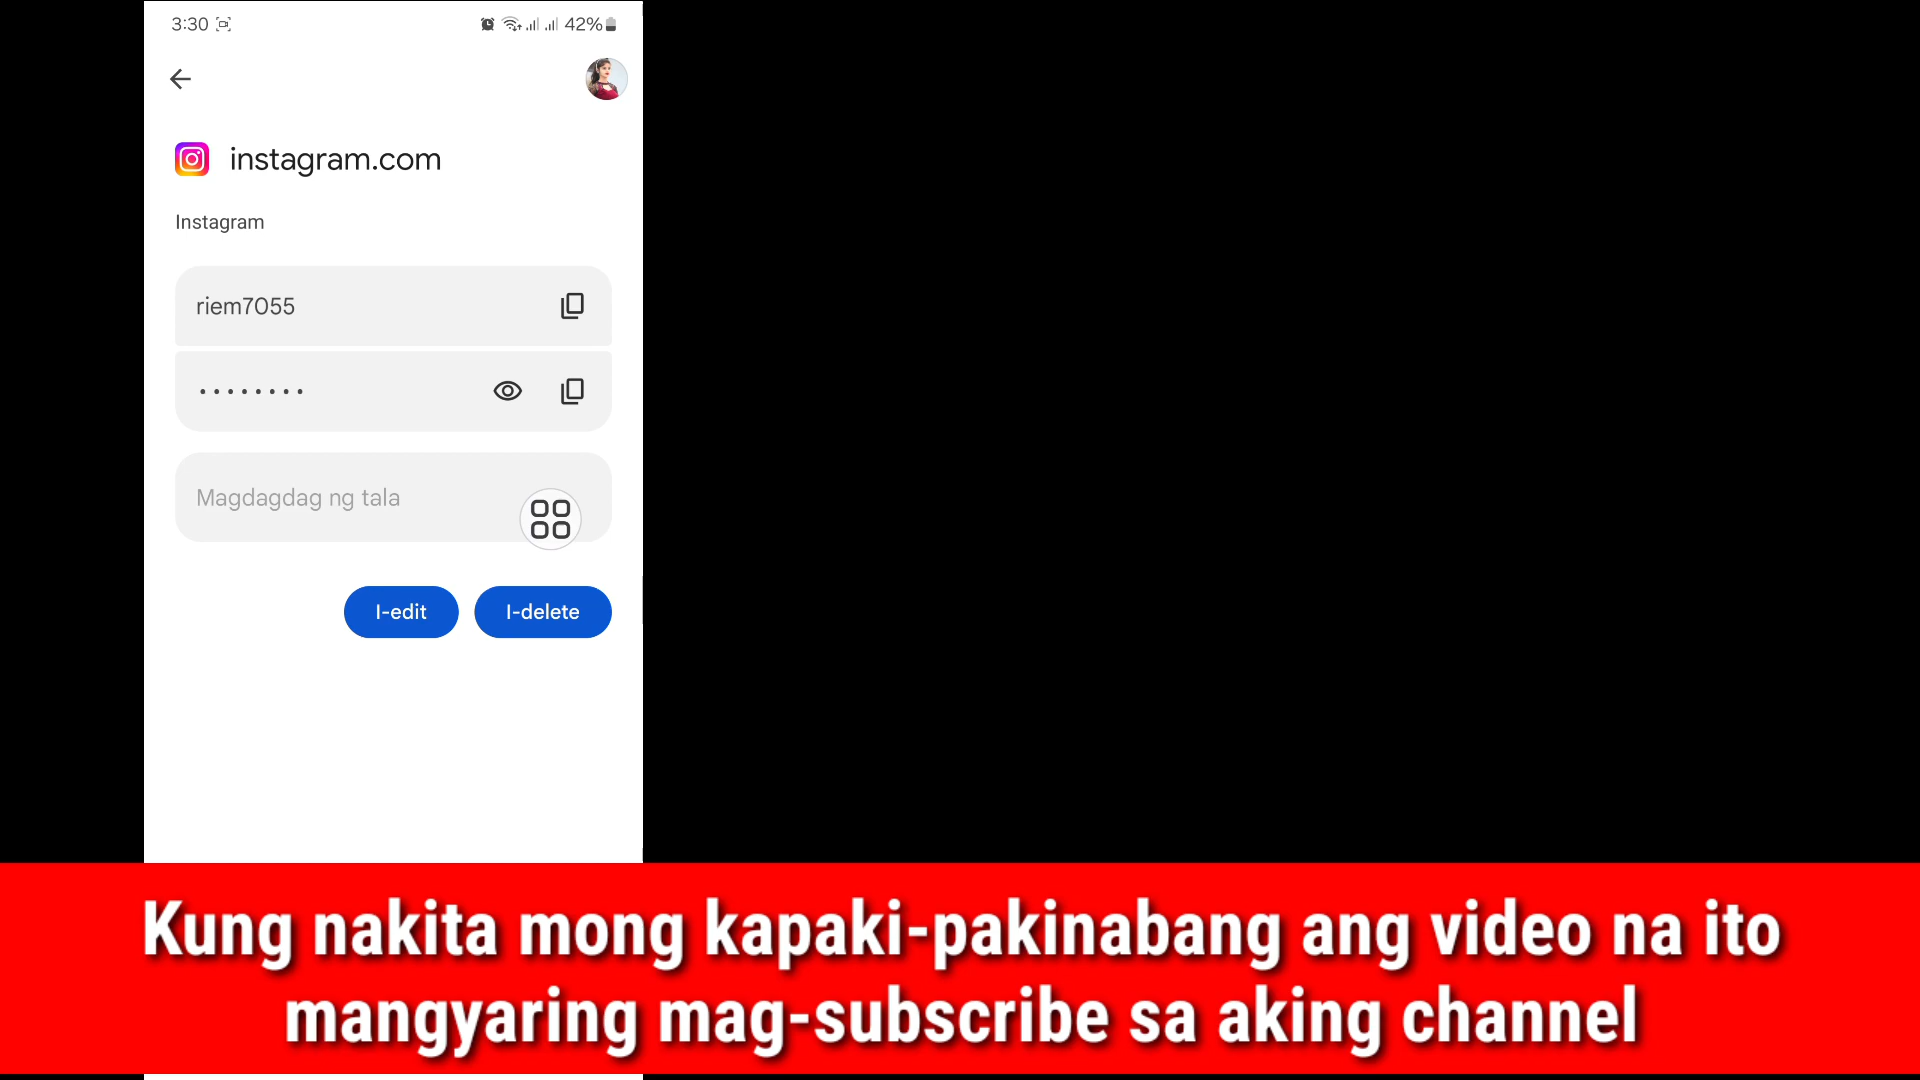 3:30
42%
instagram.com
Instagram
riem7055
••••••••
Magdagdag ng tala
I-edit
I-delete
Kung nakita mong kapaki-pakinabang ang video na ito
mangyaring mag-subscribe sa aking channel